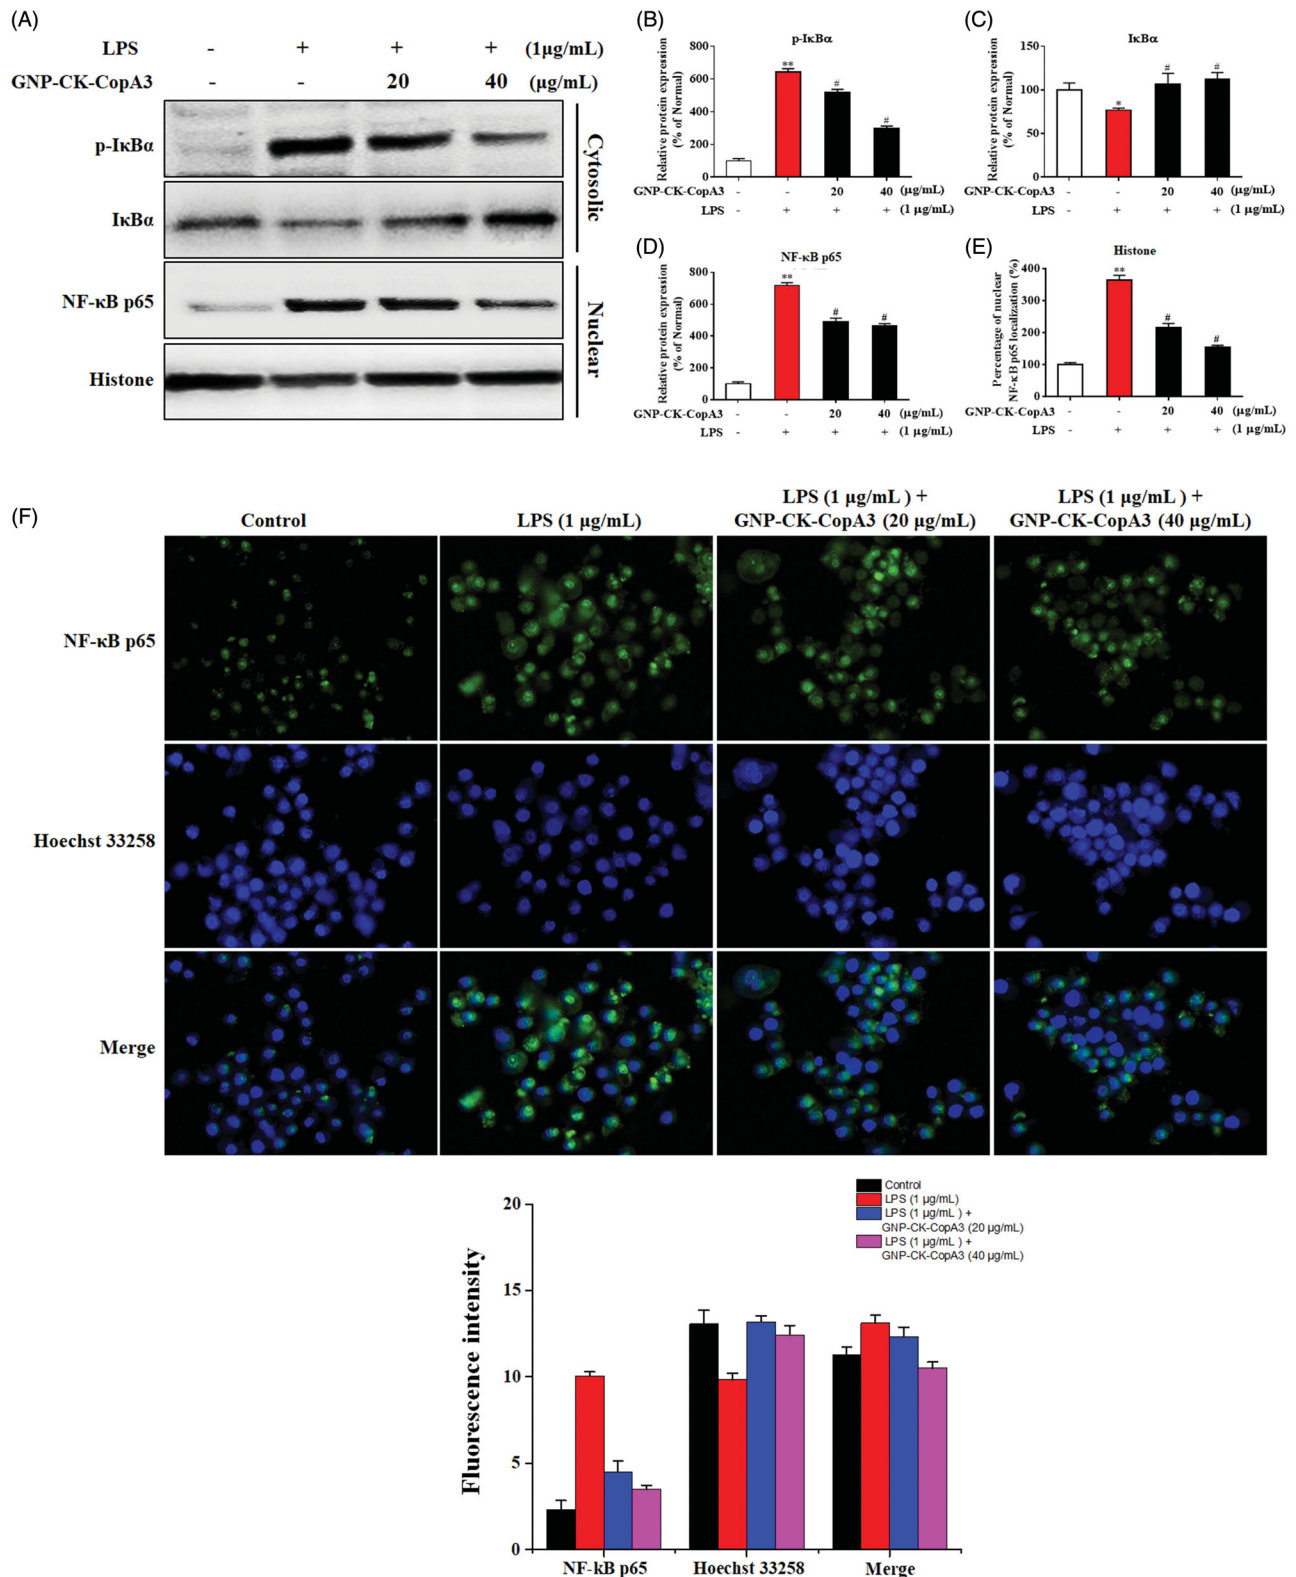 (A)
LPS - + + + (1μg/mL)
GNP-CK-CopA3 - - 20 40 (μg/mL)
p-IκBα
IκBα
NF-κB p65
Histone
Cytosolic
Nuclear
(B)
p-IκBα
Relative protein expression
(% of Normal)
800
600
400
200
0
GNP-CK-CopA3 - - 20 40 (μg/mL)
LPS - + + + (1 μg/mL)
** # #
(C)
IκBα
Relative protein expression
(% of Normal)
150
100
50
0
GNP-CK-CopA3 - - 20 40 (μg/mL)
LPS - + + + (1 μg/mL)
* # #
(D)
NF-κB p65
Relative protein expression
(% of Normal)
800
600
400
200
0
GNP-CK-CopA3 - - 20 40 (μg/mL)
LPS - + + + (1 μg/mL)
** # #
(E)
Histone
Percentage of nuclear
NF-κB p65 localization (%)
400
300
200
100
0
GNP-CK-CopA3 - - 20 40 (μg/mL)
LPS - + + + (1 μg/mL)
** # #
(F)
Control
LPS (1 μg/mL)
LPS (1 μg/mL ) +
GNP-CK-CopA3 (20 μg/mL)
LPS (1 μg/mL ) +
GNP-CK-CopA3 (40 μg/mL)
NF-κB p65
Hoechst 33258
Merge
Control
LPS (1 μg/mL)
LPS (1 μg/mL ) +
GNP-CK-CopA3 (20 μg/mL)
LPS (1 μg/mL ) +
GNP-CK-CopA3 (40 μg/mL)
Fluorescence intensity
20
15
10
5
0
NF-kB p65 Hoechst 33258 Merge